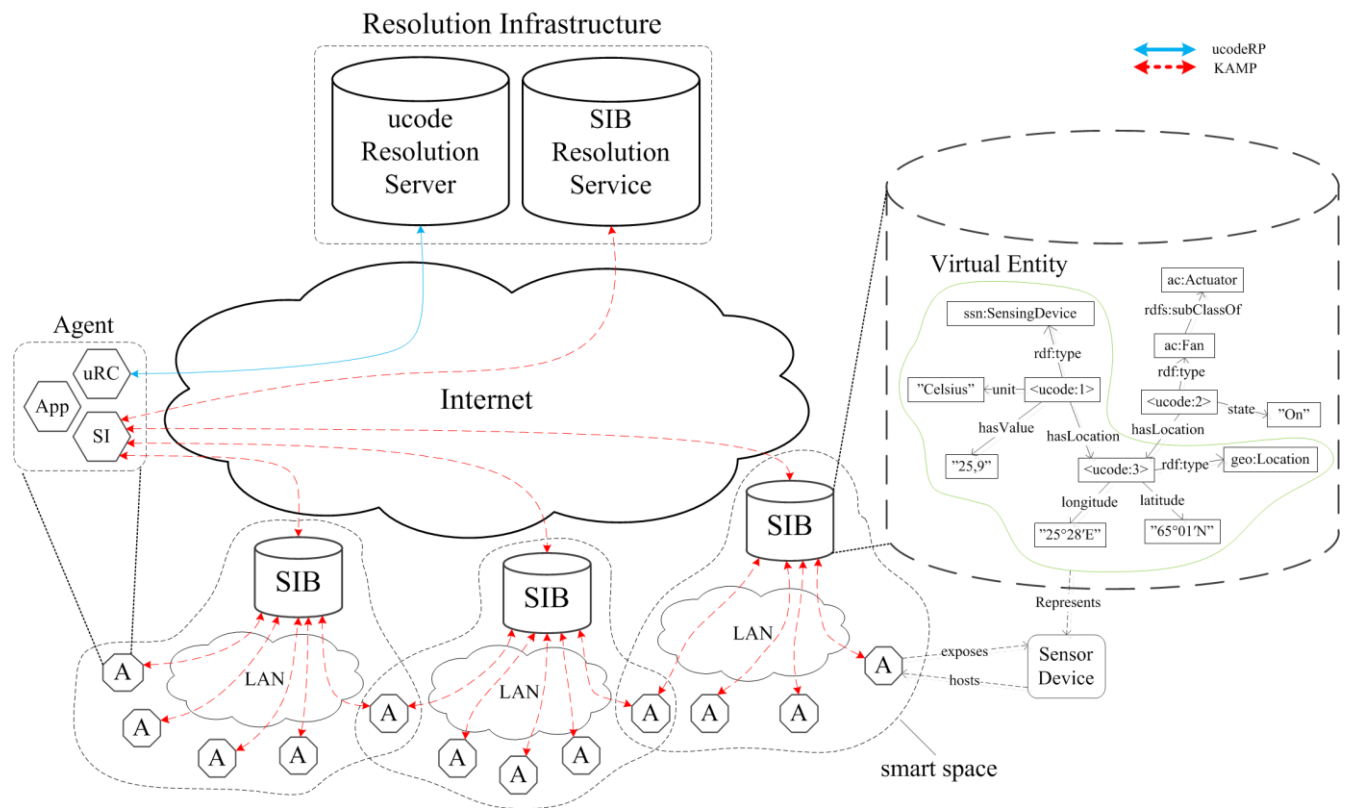 Resolution Infrastructure
ucodeRP
KAMP
ucode
Resolution
Server
SIB
Resolution
Service
Virtual Entity
ac:Actuator
ssn:SensingDevice
rdfs:subClassOf
ac:Fan
rdf:type
rdf:type
"Celsius"
unit
<ucode:1>
<ucode:2>
state
"On"
hasValue
hasLocation
hasLocation
"25,9"
<ucode:3>
rdf:type
geo:Location
longitude
latitude
"25°28'E"
"65°01'N"
Agent
uRC
App
SI
Internet
SIB
SIB
SIB
LAN
LAN
LAN
A
A
A
A
A
A
A
A
A
A
A
A
Represents
exposes
hosts
Sensor
Device
smart space